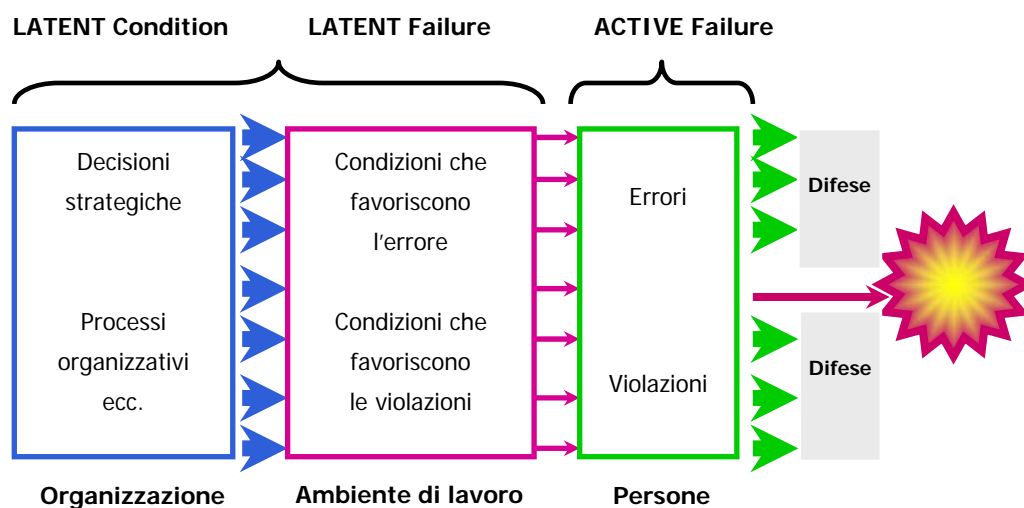 LATENT Condition
LATENT Failure
ACTIVE Failure
Decisioni
strategiche
Processi
organizzativi
ecc.
Condizioni che
favoriscono
l'errore
Condizioni che
favoriscono
le violazioni
Errori
Violazioni
Difese
Difese
Organizzazione
Ambiente di lavoro
Persone